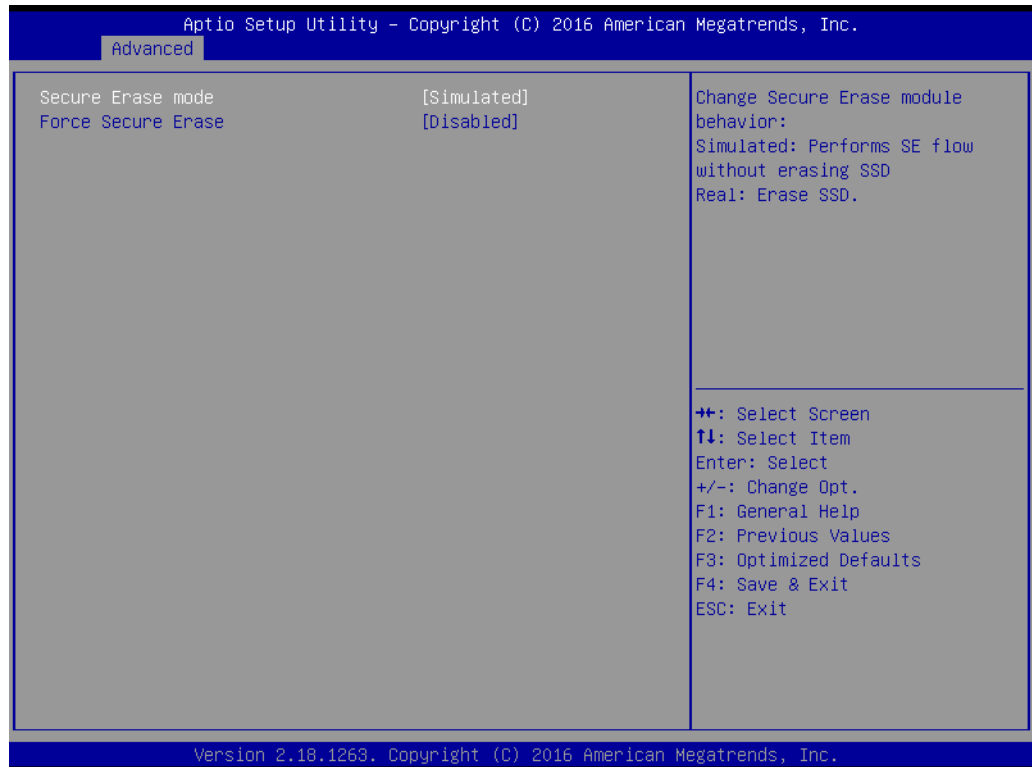 Aptio Setup Utility – Copyright (C) 2016 American Megatrends, Inc.
Advanced
Secure Erase mode [Simulated]
Force Secure Erase [Disabled]
Change Secure Erase module
behavior:
Simulated: Performs SE flow
without erasing SSD
Real: Erase SSD.
→←: Select Screen
↑↓: Select Item
Enter: Select
+/-: Change Opt.
F1: General Help
F2: Previous Values
F3: Optimized Defaults
F4: Save & Exit
ESC: Exit
Version 2.18.1263. Copyright (C) 2016 American Megatrends, Inc.